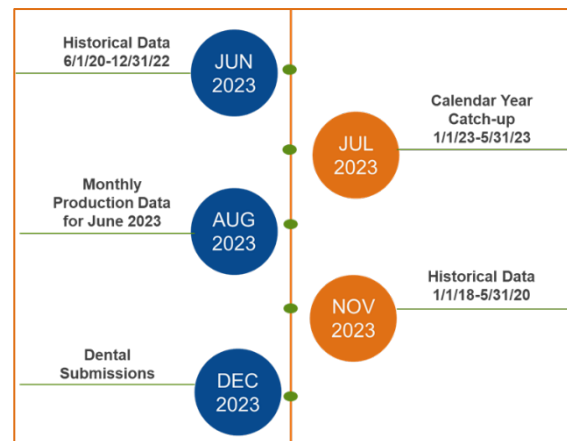 Historical Data
6/1/20-12/31/22
JUN
2023
Calendar Year
Catch-up
1/1/23-5/31/23
JUL
2023
Monthly
Production Data
for June 2023
AUG
2023
Historical Data
1/1/18-5/31/20
NOV
2023
Dental
Submissions
DEC
2023